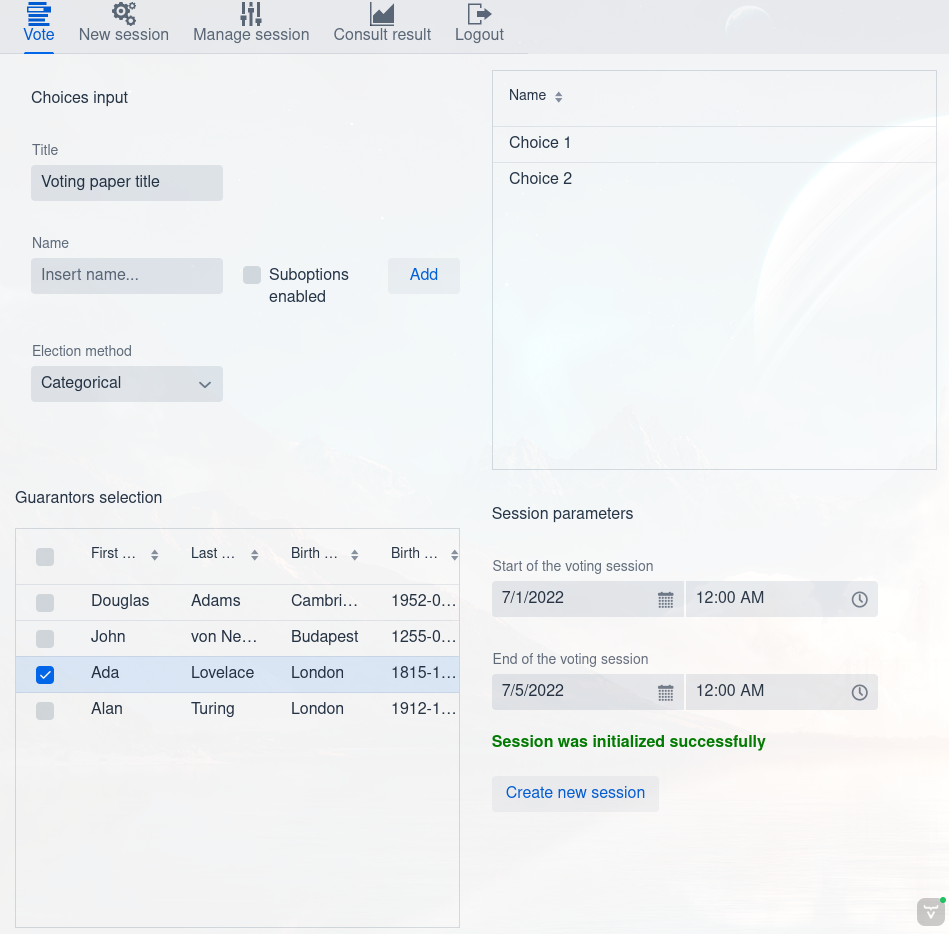 Vote New session Manage session Consult result Logout
Choices input
Title
Voting paper title
Name
Insert name...
Suboptions
enabled
Add
Election method
Categorical
Name
Choice 1
Choice 2
Guarantors selection
First … Last … Birth … Birth …
Douglas Adams Cambri… 1952-0…
John von Ne… Budapest 1255-0…
Ada Lovelace London 1815-1…
Alan Turing London 1912-1…
Session parameters
Start of the voting session
7/1/2022 12:00 AM
End of the voting session
7/5/2022 12:00 AM
Session was initialized successfully
Create new session